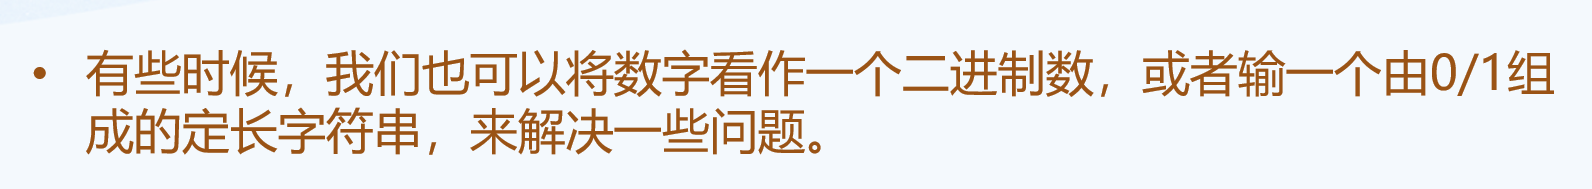 • 有些时候，我们也可以将数字看作一个二进制数，或者输一个由0/1组
成的定长字符串，来解决一些问题。